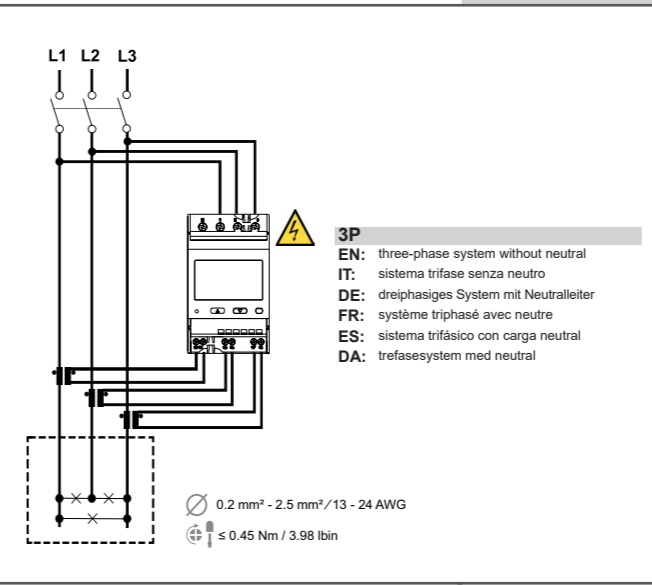 L1 L2 L3
3P
EN: three-phase system without neutral
IT: sistema trifase senza neutro
DE: dreiphasiges System mit Neutralleiter
FR: système triphasé avec neutre
ES: sistema trifásico con carga neutral
DA: trefasesystem med neutral
0.2 mm² - 2.5 mm²/13 - 24 AWG
≤ 0.45 Nm / 3.98 lbin